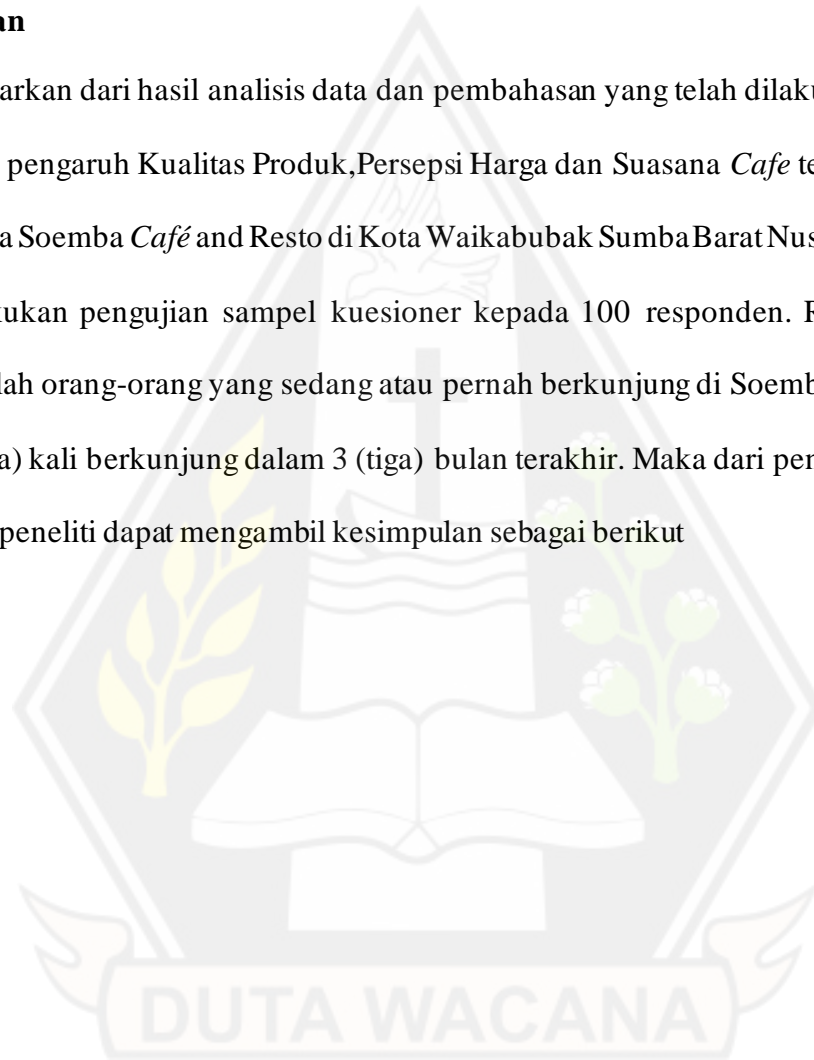 an
arkan dari hasil analisis data dan pembahasan yang telah dilaku
pengaruh Kualitas Produk,Persepsi Harga dan Suasana Cafe te
a Soemba Café and Resto di Kota Waikabubak Sumba Barat Nus
kukan pengujian sampel kuesioner kepada 100 responden. R
lah orang-orang yang sedang atau pernah berkunjung di Soemb
a) kali berkunjung dalam 3 (tiga) bulan terakhir. Maka dari pen
peneliti dapat mengambil kesimpulan sebagai berikut
DUTA WACANA